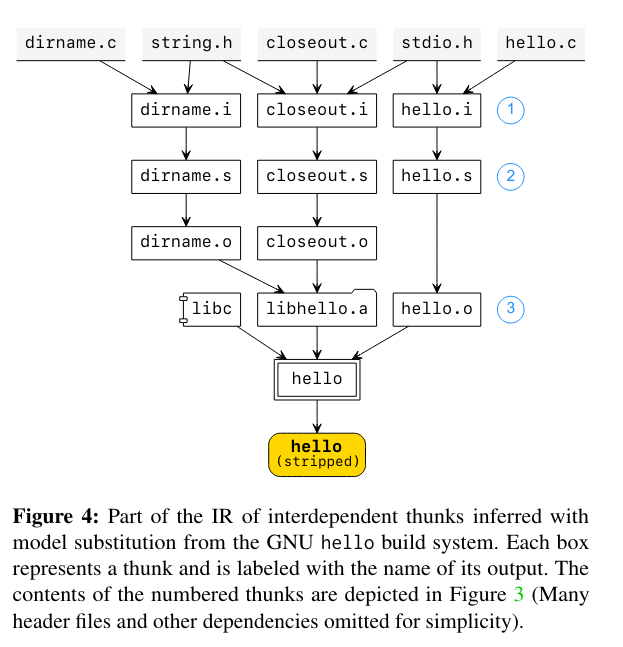 dirname.c string.h closeout.c stdio.h hello.c
dirname.i closeout.i hello.i 1
dirname.s closeout.s hello.s 2
dirname.o closeout.o
libc libhello.a hello.o 3
hello
hello
(stripped)
Figure 4: Part of the IR of interdependent thunks inferred with
model substitution from the GNU hello build system. Each box
represents a thunk and is labeled with the name of its output. The
contents of the numbered thunks are depicted in Figure 3 (Many
header files and other dependencies omitted for simplicity).